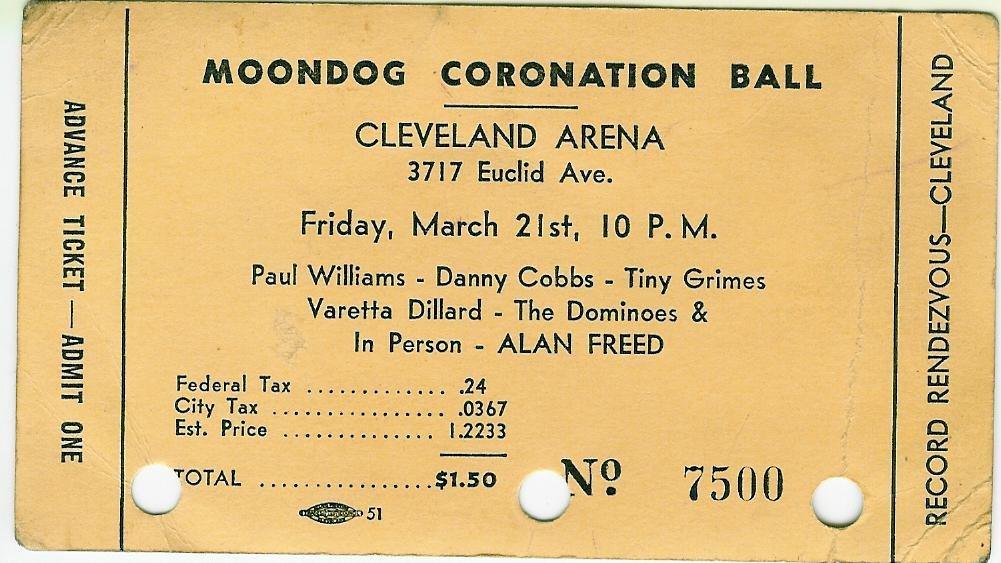 ADVANCE TICKET — ADMIT ONE
MOONDOG CORONATION BALL
CLEVELAND ARENA
3717 Euclid Ave.
Friday, March 21st, 10 P. M.
Paul Williams - Danny Cobbs - Tiny Grimes
Varetta Dillard - The Dominoes &
In Person - ALAN FREED
Federal Tax .............. .24
City Tax ................. .0367
Est. Price ............... 1.2233
TOTAL .................$1.50
51
Nº 7500
RECORD RENDEZVOUS—CLEVELAND